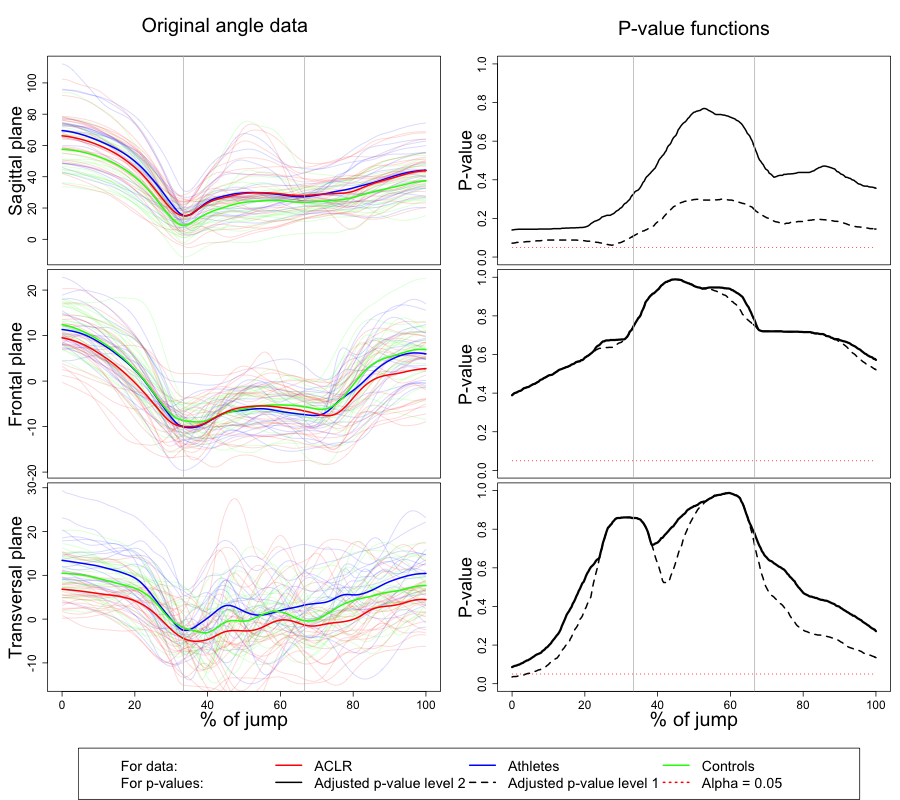 Original angle data
P-value functions
Sagittal plane
0 20 40 60 80 100
P-value
0.0 0.2 0.4 0.6 0.8 1.0
Frontal plane
-20 -10 0 10 20
P-value
0.0 0.2 0.4 0.6 0.8 1.0
Transversal plane
-10 0 10 20 30
P-value
0.0 0.2 0.4 0.6 0.8 1.0
0 20 40 60 80 100
% of jump
0 20 40 60 80 100
% of jump
For data: ACLR Athletes Controls
For p-values: Adjusted p-value level 2 Adjusted p-value level 1 Alpha = 0.05